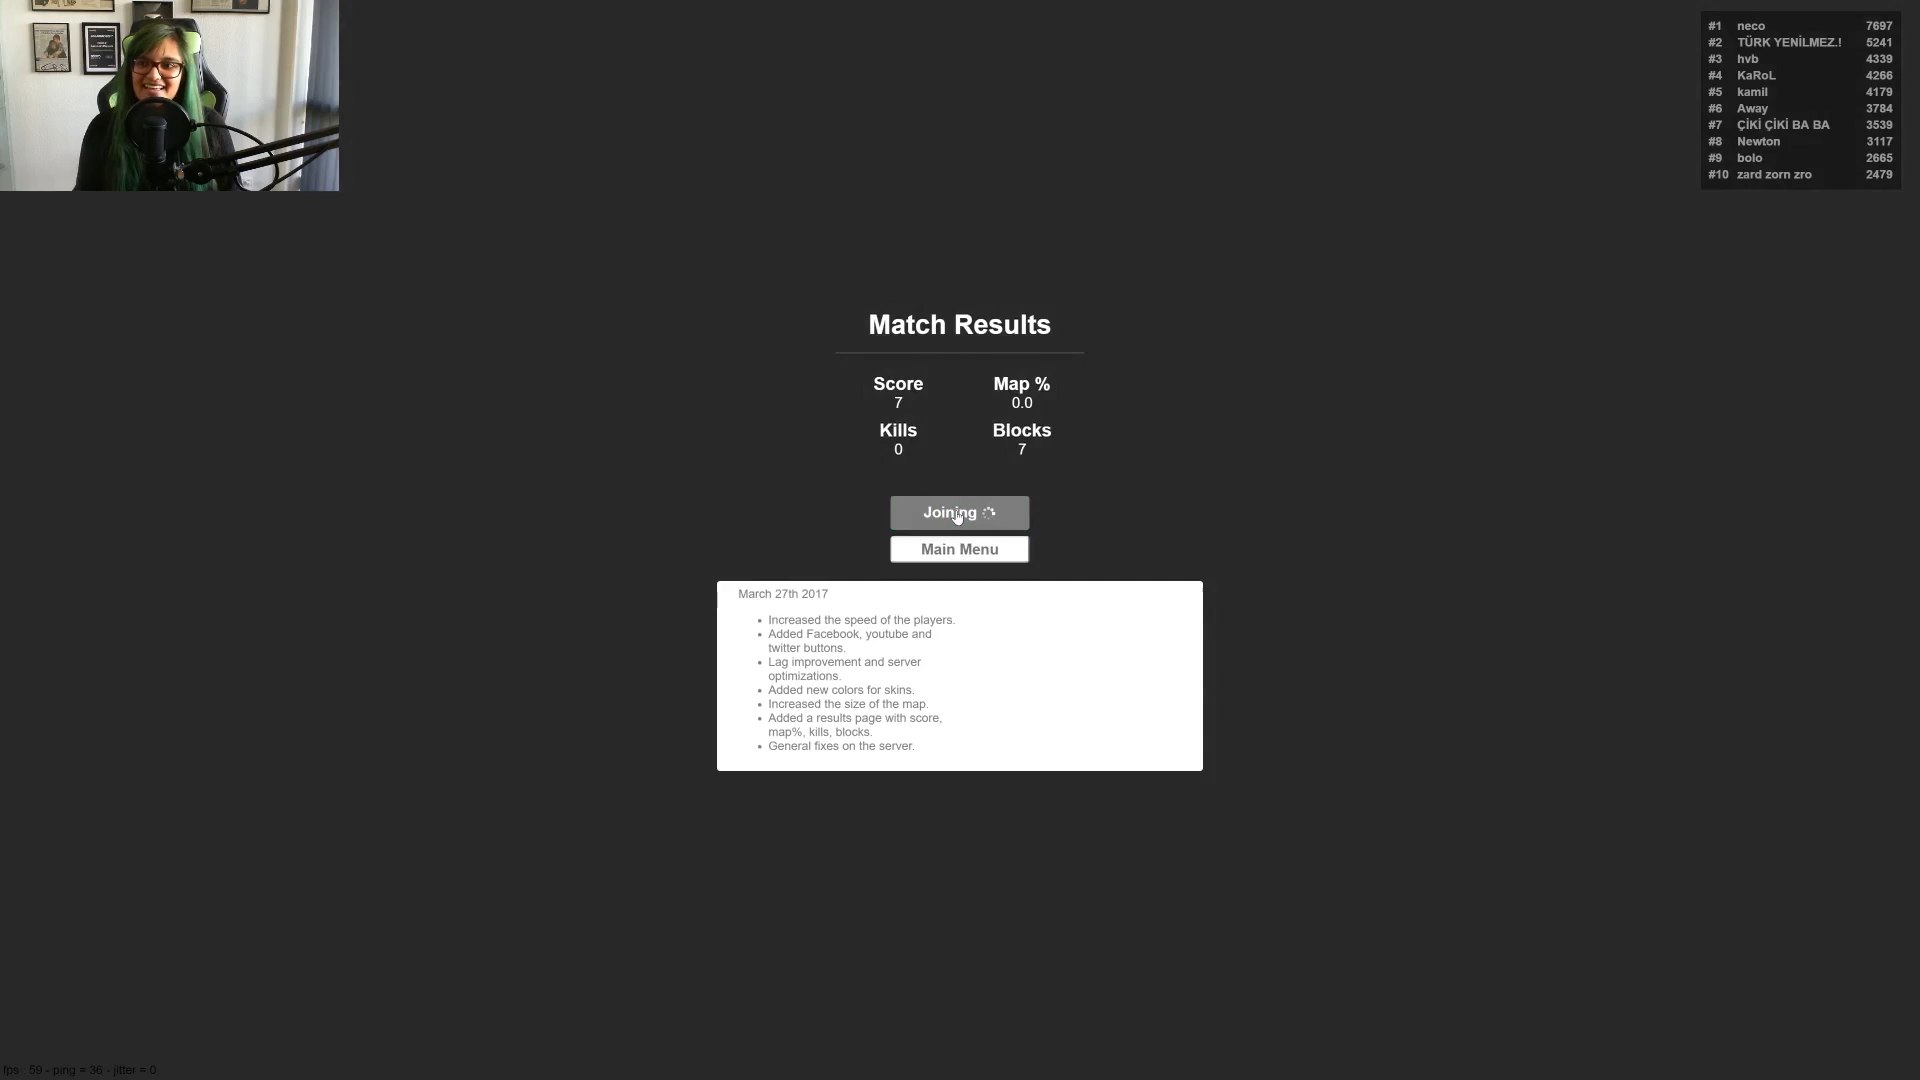 #1 neco 7697
#2 TÜRK YENİLMEZ.! 5241
#3 hvb 4339
#4 KaRoL 4266
#5 kamil 4179
#6 Away 3784
#7 ÇİKİ ÇİKİ BA BA 3539
#8 Newton 3117
#9 bolo 2665
#10 zard zorn zro 2479
Match Results
Score Map %
7 0.0
Kills Blocks
0 7
Joining
Main Menu
March 27th 2017
• Increased the speed of the players.
• Added Facebook, youtube and
twitter buttons.
• Lag improvement and server
optimizations.
• Added new colors for skins.
• Increased the size of the map.
• Added a results page with score,
map%, kills, blocks.
• General fixes on the server.
fps : 59 - ping = 36 - jitter = 0